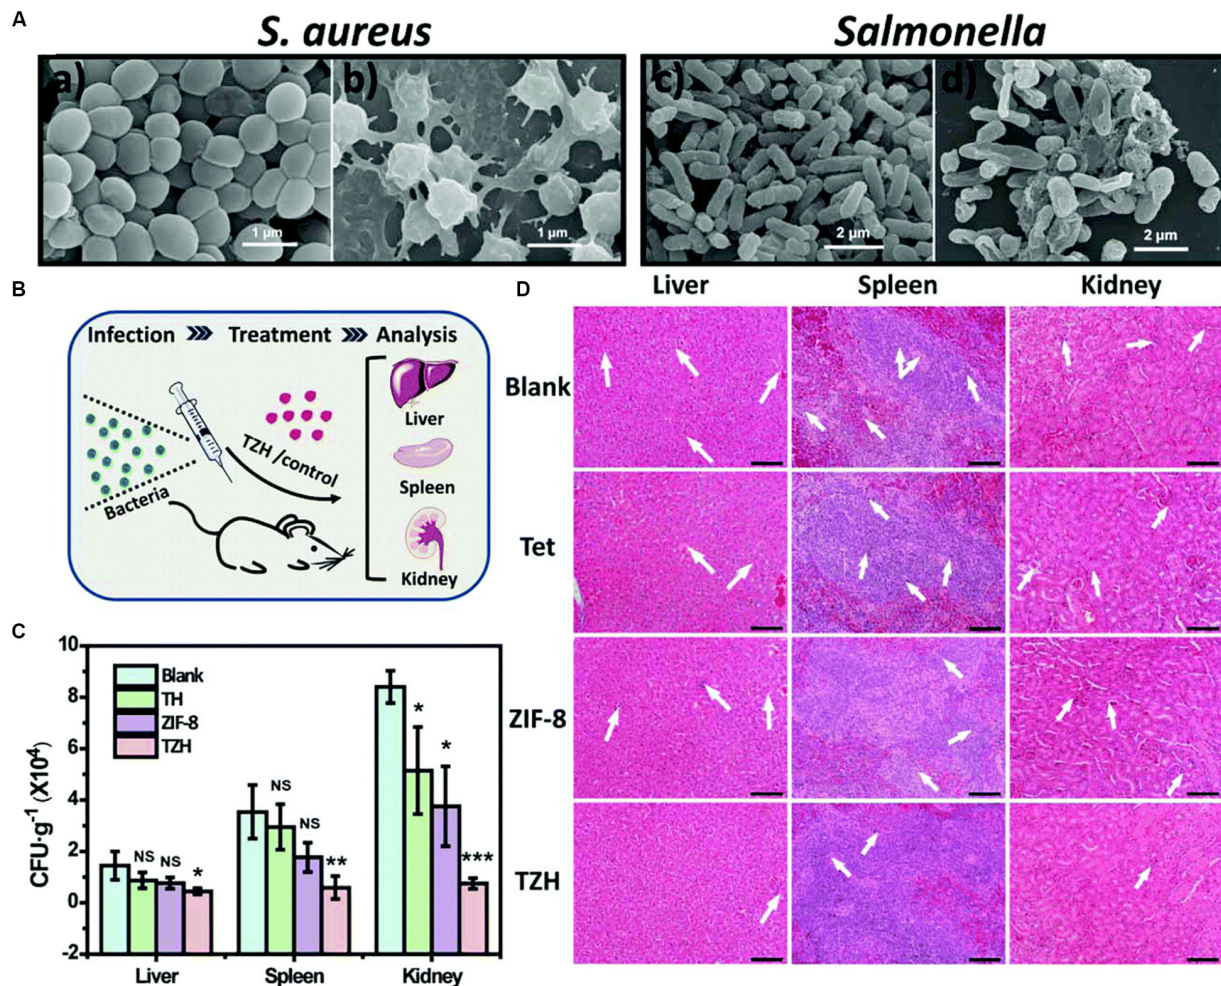 A
S. aureus
Salmonella
a)
b)
c)
d)
1 μm
1 μm
2 μm
2 μm
B
Infection
Treatment
Analysis
Bacteria
TZH /control
Liver
Spleen
Kidney
C
CFU·g⁻¹ (X10⁴)
10
8
6
4
2
0
-2
Blank
TH
ZIF-8
TZH
NS
NS
*
NS
NS
**
*
*
***
Liver
Spleen
Kidney
D
Liver
Spleen
Kidney
Blank
Tet
ZIF-8
TZH